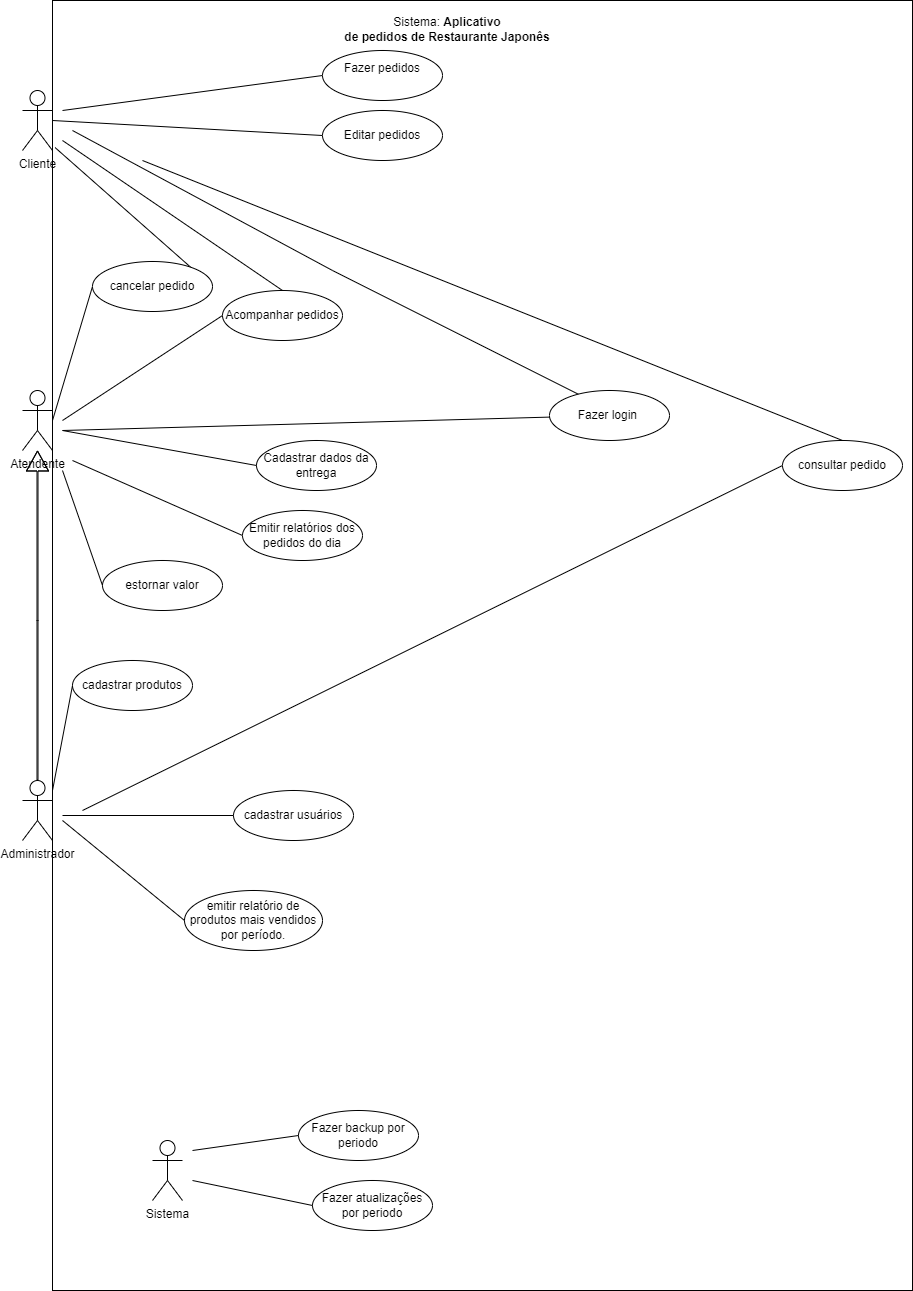 Sistema: Aplicativo
de pedidos de Restaurante Japonês
Fazer pedidos
Editar pedidos
Cliente
cancelar pedido
Acompanhar pedidos
Fazer login
Atendente
Cadastrar dados da
entrega
consultar pedido
Emitir relatórios dos
pedidos do dia
estornar valor
cadastrar produtos
cadastrar usuários
Administrador
emitir relatório de
produtos mais vendidos
por período.
Fazer backup por
periodo
Fazer atualizações
por periodo
Sistema